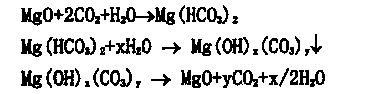 MgO+2CO₂+H₂O→Mg(HCO₃)₂
Mg(HCO₃)₂+xH₂O → Mg(OH)ₓ(CO₃)ᵧ↓
Mg(OH)ₓ(CO₃)ᵧ → MgO+yCO₂+x/2H₂O